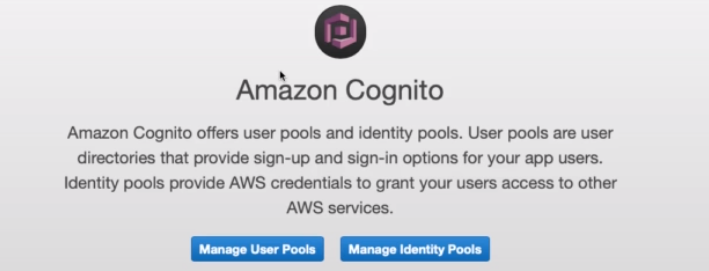 Amazon Cognito
Amazon Cognito offers user pools and identity pools. User pools are user
directories that provide sign-up and sign-in options for your app users.
Identity pools provide AWS credentials to grant your users access to other
AWS services.
Manage User Pools Manage Identity Pools